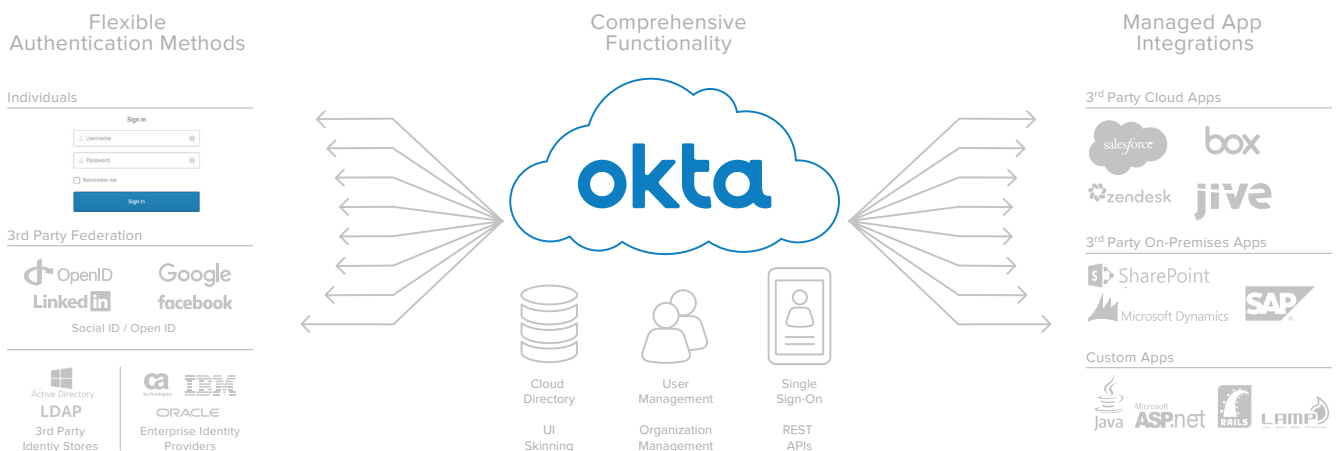 Flexible
Authentication Methods
Individuals
Sign In
Username
Password
Remember me
Sign In
3rd Party Federation
OpenID
Google
Linked in
facebook
Social ID / Open ID
Active Directory
LDAP
3rd Party
Identiy Stores
ca
technologies
IBM
ORACLE
Enterprise Identity
Providers
Comprehensive
Functionality
okta
Cloud
Directory
User
Management
Single
Sign-On
UI
Skinning
Organization
Management
REST
APIs
Managed App
Integrations
3rd Party Cloud Apps
salesforce
box
zendesk
jive
3rd Party On-Premises Apps
S SharePoint
Microsoft Dynamics
SAP
Custom Apps
Java
Microsoft
ASP.net
RAILS
LAMP